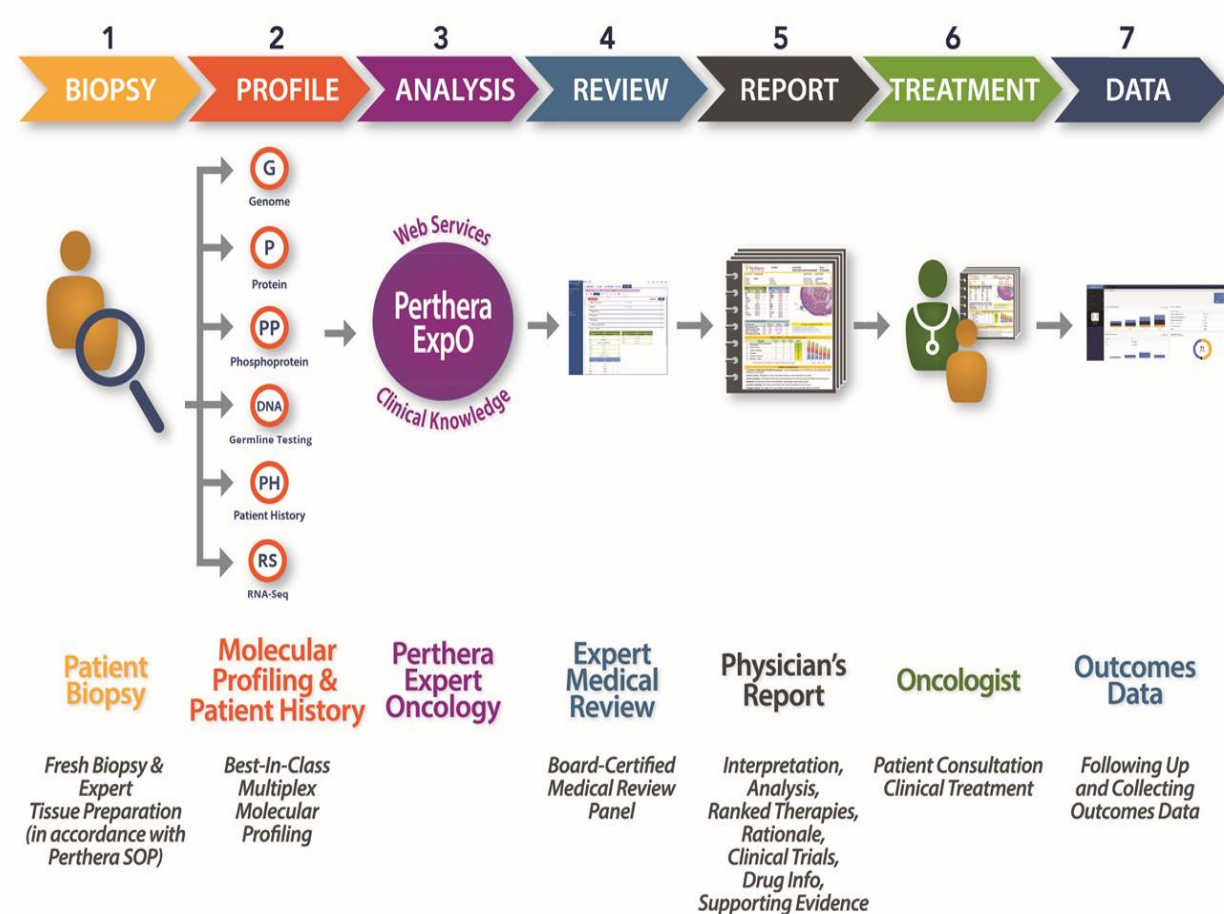 1
2
3
4
5
6
7
BIOPSY
PROFILE
ANALYSIS
REVIEW
REPORT
TREATMENT
DATA
G
Genome
P
Protein
PP
Phosphoprotein
DNA
Germline Testing
PH
Patient History
RS
RNA-Seq
Web Services
Perthera
ExpO
Clinical Knowledge
Patient
Biopsy
Fresh Biopsy &
Expert
Tissue Preparation
(in accordance with
Perthera SOP)
Molecular
Profiling &
Patient History
Best-In-Class
Multiplex
Molecular
Profiling
Perthera
Expert
Oncology
Expert
Medical
Review
Board-Certified
Medical Review
Panel
Physician's
Report
Interpretation,
Analysis,
Ranked Therapies,
Rationale,
Clinical Trials,
Drug Info,
Supporting Evidence
Oncologist
Patient Consultation
Clinical Treatment
Outcomes
Data
Following Up
and Collecting
Outcomes Data